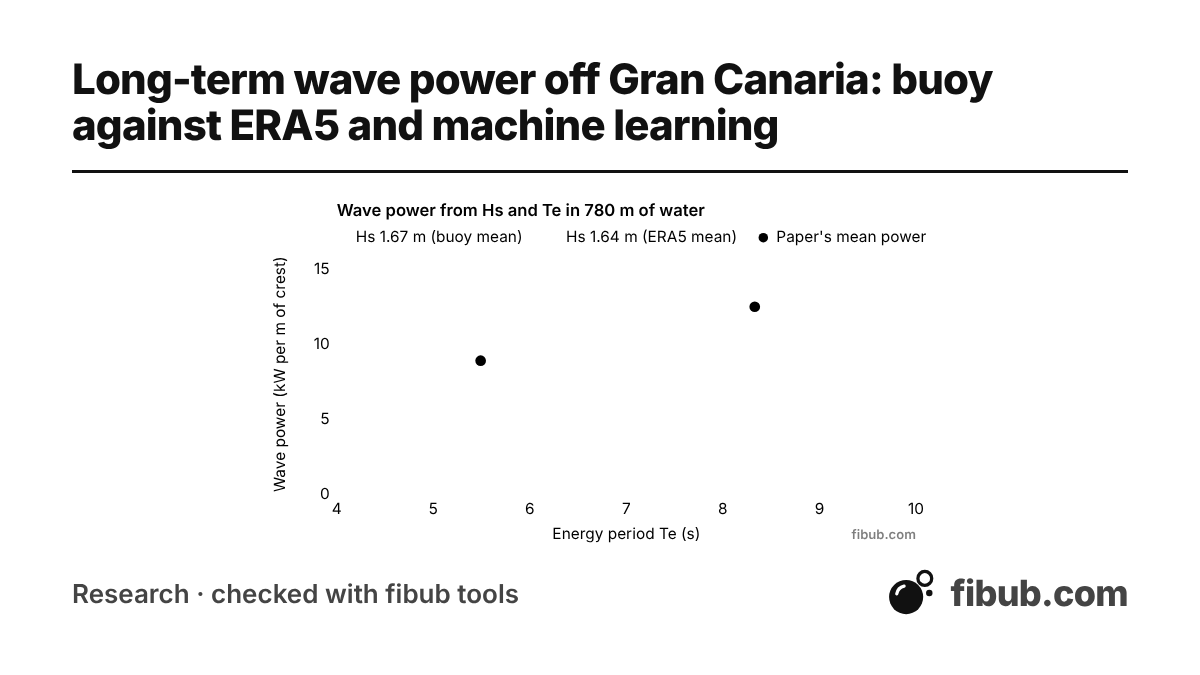 Long-term wave power off Gran Canaria: buoy
against ERA5 and machine learning
Wave power from Hs and Te in 780 m of water
Hs 1.67 m (buoy mean) Hs 1.64 m (ERA5 mean) Paper's mean power
Wave power (kW per m of crest)
15
10
5
0
4 5 6 7 8 9 10
Energy period Te (s)
fibub.com
Research · checked with fibub tools
fibub.com